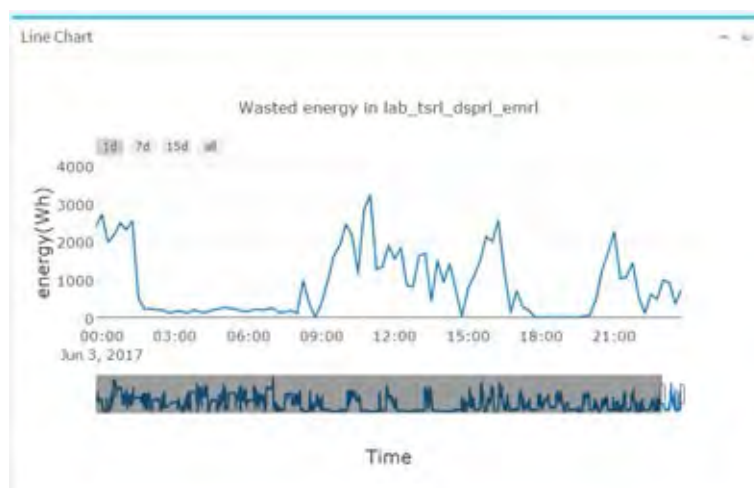 Line Chart
Wasted energy in lab_tsrl_dsprl_emrl
1d 7d 15d all
4000
3000
2000
1000
0
energy(Wh)
00:00 03:00 06:00 09:00 12:00 15:00 18:00 21:00
Jun 3, 2017
Time